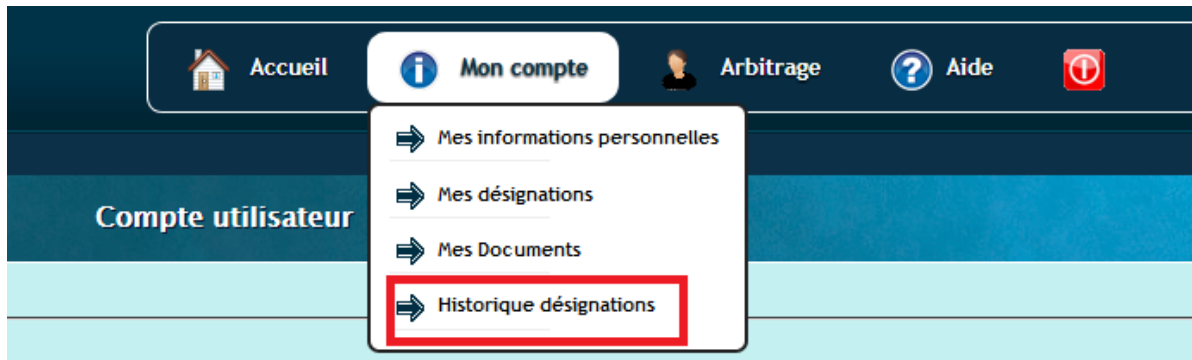 Accueil
Mon compte
Arbitrage
Aide
Mes informations personnelles
Mes désignations
Compte utilisateur
Mes Documents
Historique désignations